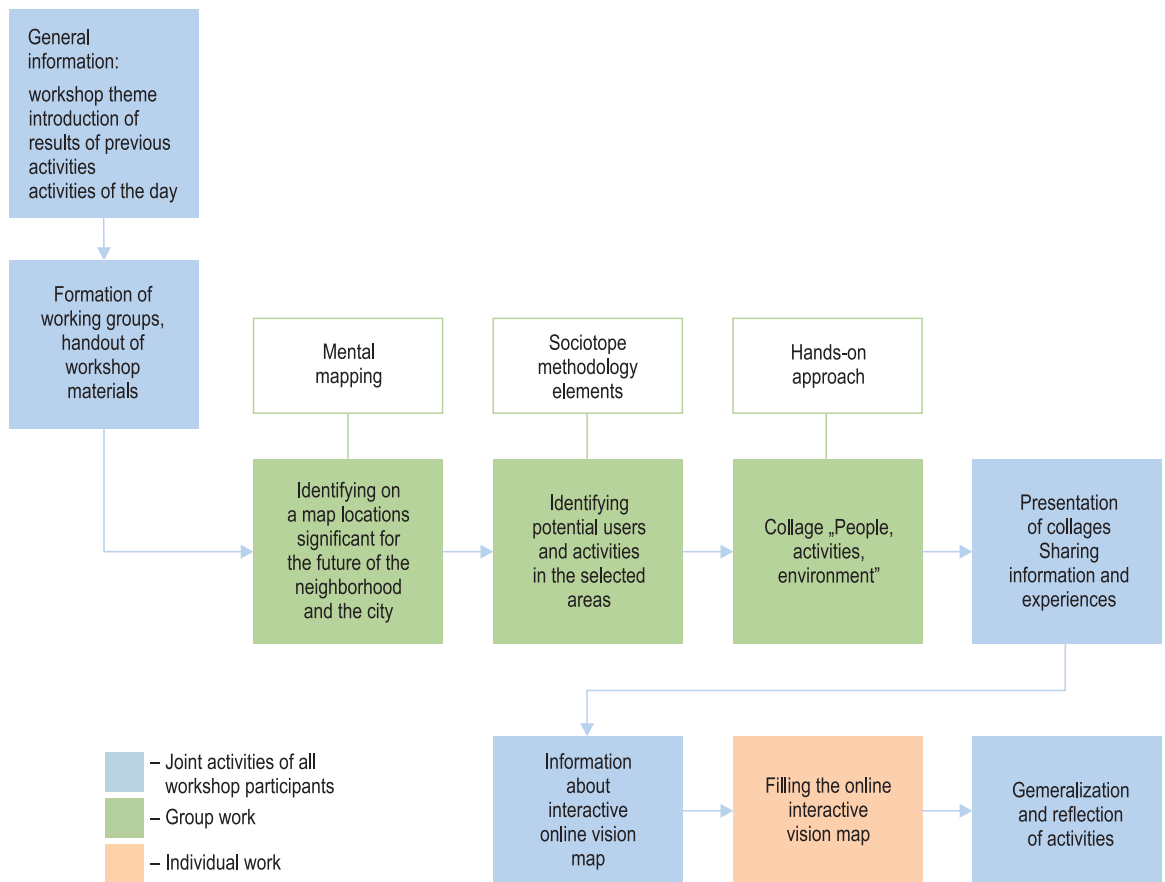 General
information:
workshop theme
introduction of
results of previous
activities
activities of the day
Formation of
working groups,
handout of
workshop
materials
Mental
mapping
Sociotope
methodology
elements
Hands-on
approach
Identifying on
a map locations
significant for
the future of the
neighborhood
and the city
Identifying
potential users
and activities
in the selected
areas
Collage „People,
activities,
environment”
Presentation
of collages
Sharing
information and
experiences
Information
about
interactive
online vision
map
Filling the online
interactive
vision map
Gemeralization
and reflection
of activities
– Joint activities of all
workshop participants
– Group work
– Individual work